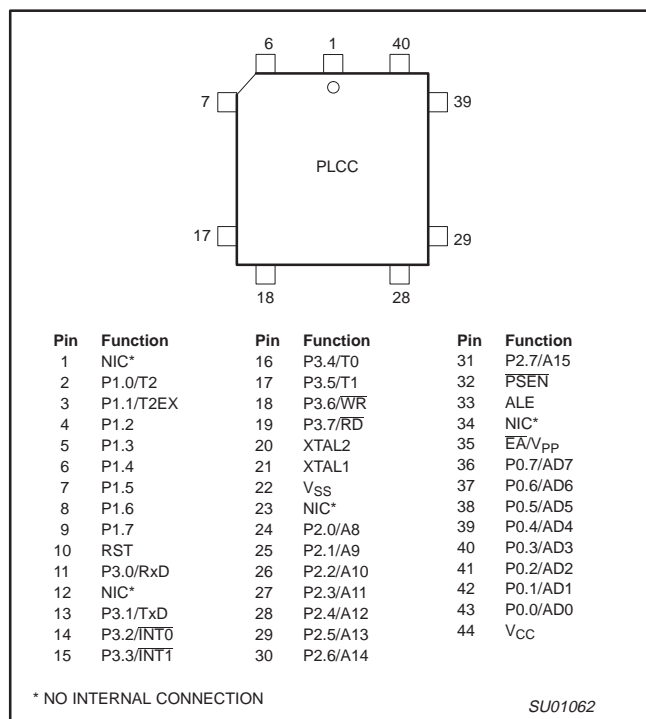 6 1 40
7 39
PLCC
17 29
18 28
Pin Function Pin Function Pin Function
1 NIC* 16 P3.4/T0 31 P2.7/A15
2 P1.0/T2 17 P3.5/T1 32 P̅S̅E̅N̅
3 P1.1/T2EX 18 P3.6/W̅R̅ 33 ALE
4 P1.2 19 P3.7/R̅D̅ 34 NIC*
5 P1.3 20 XTAL2 35 E̅A̅/VPP
6 P1.4 21 XTAL1 36 P0.7/AD7
7 P1.5 22 VSS 37 P0.6/AD6
8 P1.6 23 NIC* 38 P0.5/AD5
9 P1.7 24 P2.0/A8 39 P0.4/AD4
10 RST 25 P2.1/A9 40 P0.3/AD3
11 P3.0/RxD 26 P2.2/A10 41 P0.2/AD2
12 NIC* 27 P2.3/A11 42 P0.1/AD1
13 P3.1/TxD 28 P2.4/A12 43 P0.0/AD0
14 P3.2/I̅N̅T̅0̅ 29 P2.5/A13 44 VCC
15 P3.3/I̅N̅T̅1̅ 30 P2.6/A14
* NO INTERNAL CONNECTION
SU01062